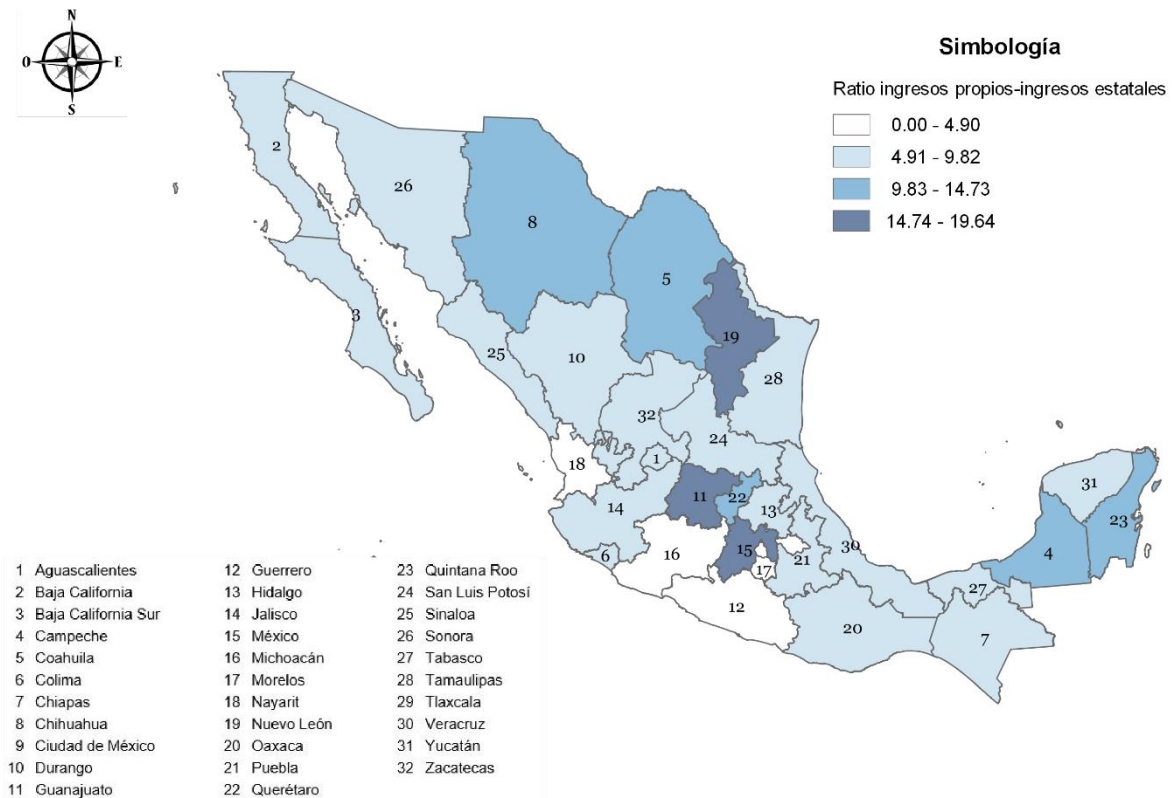 N
O
E
S
Simbología
Ratio ingresos propios-ingresos estatales
0.00 - 4.90
4.91 - 9.82
9.83 - 14.73
14.74 - 19.64
2
26
8
5
3
19
25
10
28
32
24
18
1
31
11
22
23
14
13
30
4
6
16
15
21
17
27
12
20
7
1 Aguascalientes
2 Baja California
3 Baja California Sur
4 Campeche
5 Coahuila
6 Colima
7 Chiapas
8 Chihuahua
9 Ciudad de México
10 Durango
11 Guanajuato
12 Guerrero
13 Hidalgo
14 Jalisco
15 México
16 Michoacán
17 Morelos
18 Nayarit
19 Nuevo León
20 Oaxaca
21 Puebla
22 Querétaro
23 Quintana Roo
24 San Luis Potosí
25 Sinaloa
26 Sonora
27 Tabasco
28 Tamaulipas
29 Tlaxcala
30 Veracruz
31 Yucatán
32 Zacatecas